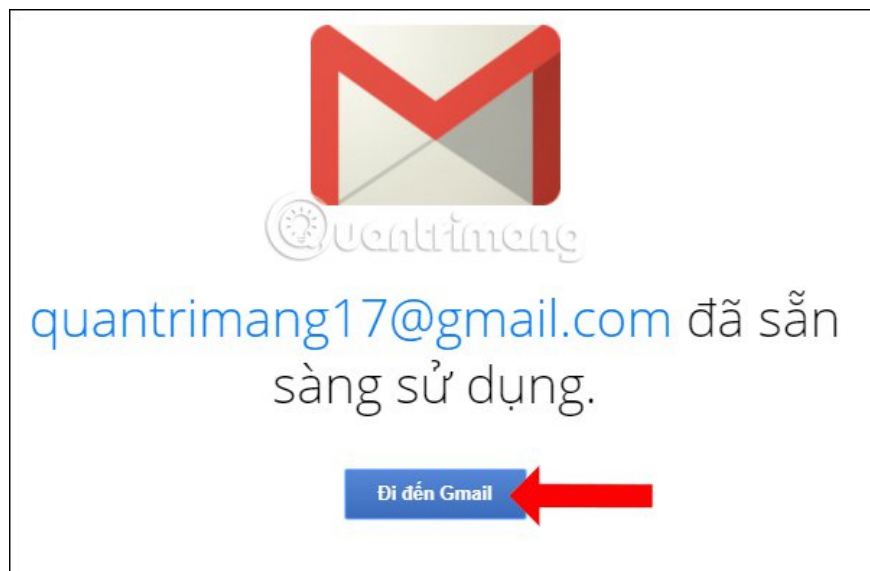 Quantrimang
quantrimang17@gmail.com đã sẵn
sàng sử dụng.
Đi đến Gmail